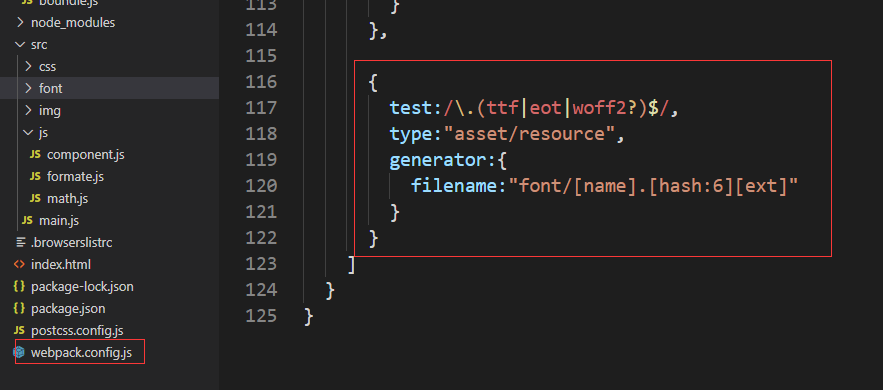 boundle.js
node_modules
src
css
font
img
js
JS component.js
JS formate.js
JS math.js
JS main.js
.browserslistrc
<> index.html
{} package-lock.json
{} package.json
JS postcss.config.js
webpack.config.js
113 }
114 },
115
116 {
117 test:/\.(ttf|eot|woff2?)$/,
118 type:"asset/resource",
119 generator:{
120 filename:"font/[name].[hash:6][ext]"
121 }
122 }
123 ]
124 }
125 }